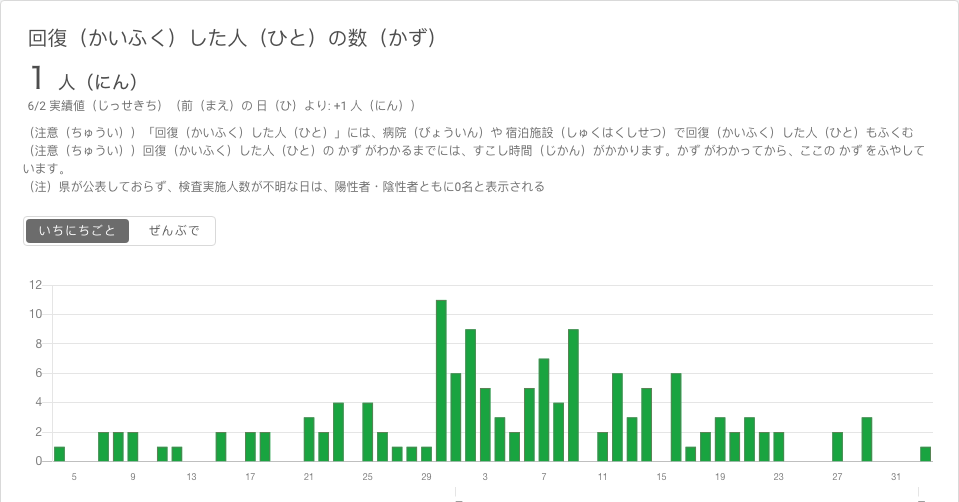 回復（かいふく）した人（ひと）の数（かず）
1 人（にん）
6/2 実績値（じっせきち）（前（まえ）の 日（ひ）より: +1 人（にん））
（注意（ちゅうい））「回復（かいふく）した人（ひと）」には、病院（びょういん）や 宿泊施設（しゅくはくしせつ）で回復（かいふく）した人（ひと）もふくむ
（注意（ちゅうい））回復（かいふく）した人（ひと）の かず がわかるまでには、すこし時間（じかん）がかかります。かず がわかってから、ここの かず をふやして
います。
（注）県が公表しておらず、検査実施人数が不明な日は、陽性者・陰性者ともに0名と表示される
いちにちごと ぜんぶで
12
10
8
6
4
2
0
5 9 13 17 21 25 29 3 7 11 15 19 23 27 31